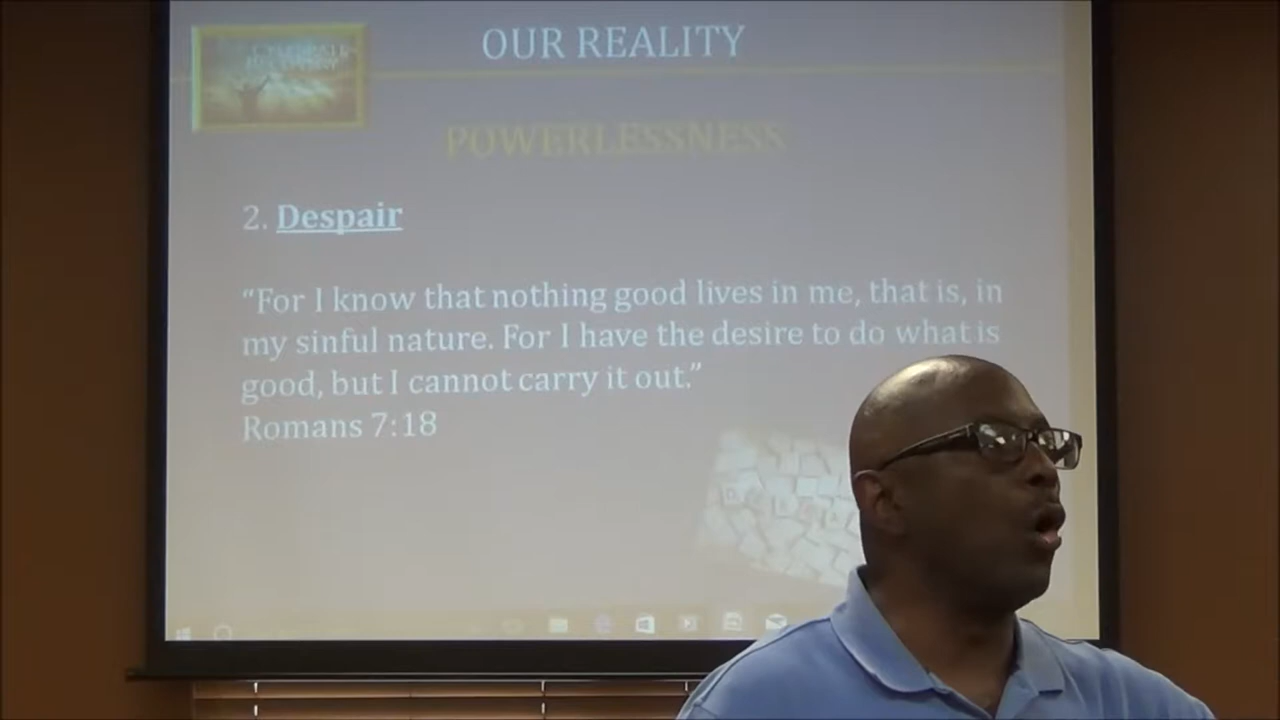 OUR REALITY
POWERLESSNESS
2. Despair
“For I know that nothing good lives in me, that is, in
my sinful nature. For I have the desire to do what is
good, but I cannot carry it out.”
Romans 7:18